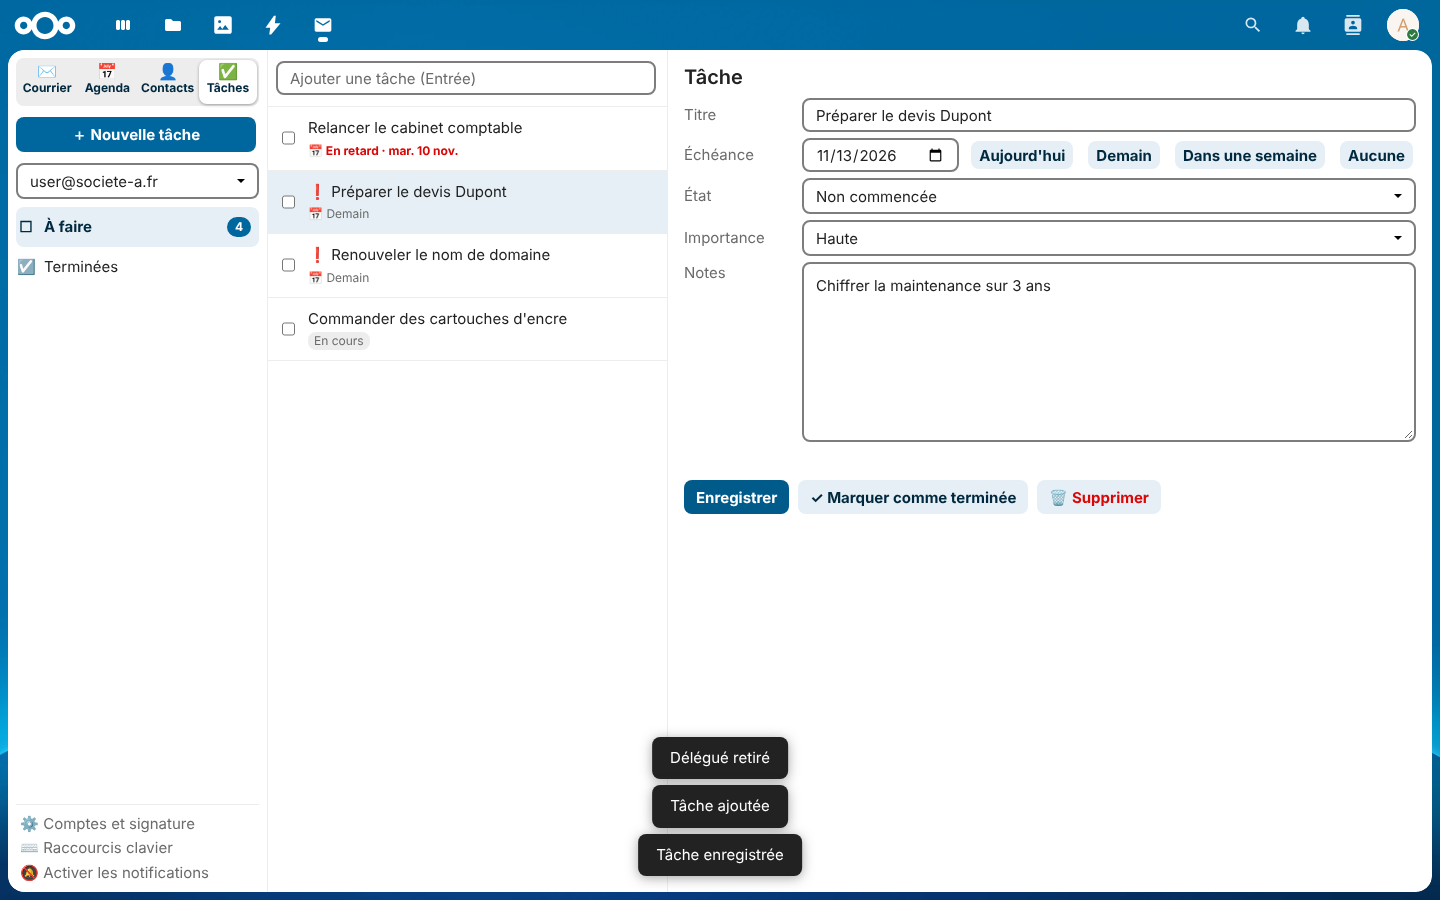 A
Courrier
Agenda
Contacts
Tâches
+ Nouvelle tâche
user@societe-a.fr
À faire
4
Terminées
Comptes et signature
Raccourcis clavier
Activer les notifications
Ajouter une tâche (Entrée)
Relancer le cabinet comptable
En retard · mar. 10 nov.
Préparer le devis Dupont
Demain
Renouveler le nom de domaine
Demain
Commander des cartouches d'encre
En cours
Tâche
Titre
Préparer le devis Dupont
Échéance
11/13/2026
Aujourd'hui
Demain
Dans une semaine
Aucune
État
Non commencée
Importance
Haute
Notes
Chiffrer la maintenance sur 3 ans
Enregistrer
✓ Marquer comme terminée
Supprimer
Délégué retiré
Tâche ajoutée
Tâche enregistrée